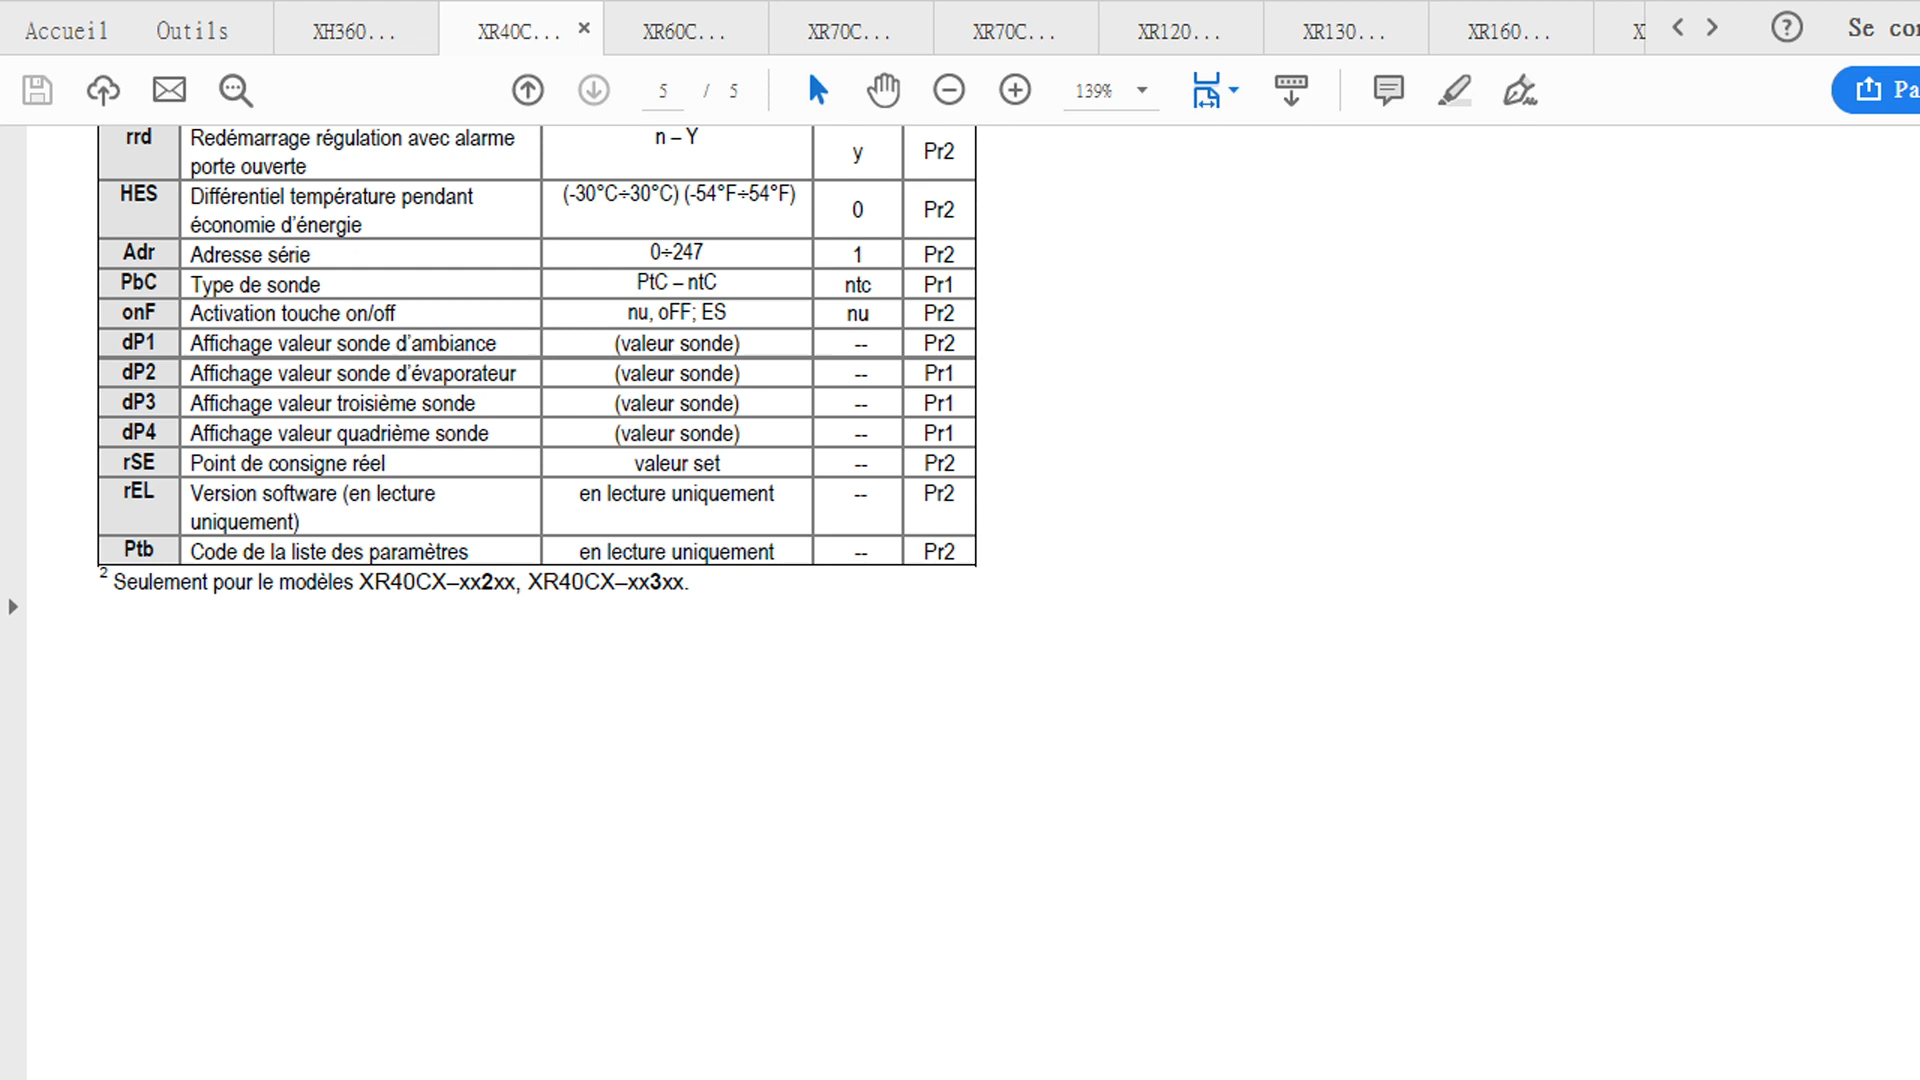 Accueil Outils XH360... XR40C... × XR60C... XR70C... XR70C... XR120... XR130... XR160...
5 / 5 139%
rrd Redémarrage régulation avec alarme porte ouverte n – Y y Pr2
HES Différentiel température pendant économie d'énergie (-30°C÷30°C) (-54°F÷54°F) 0 Pr2
Adr Adresse série 0÷247 1 Pr2
PbC Type de sonde PtC – ntC ntc Pr1
onF Activation touche on/off nu, oFF; ES nu Pr2
dP1 Affichage valeur sonde d'ambiance (valeur sonde) -- Pr2
dP2 Affichage valeur sonde d'évaporateur (valeur sonde) -- Pr1
dP3 Affichage valeur troisième sonde (valeur sonde) -- Pr1
dP4 Affichage valeur quadrième sonde (valeur sonde) -- Pr1
rSE Point de consigne réel valeur set -- Pr2
rEL Version software (en lecture uniquement) en lecture uniquement -- Pr2
Ptb Code de la liste des paramètres en lecture uniquement -- Pr2
2 Seulement pour le modèles XR40CX–xx2xx, XR40CX–xx3xx.